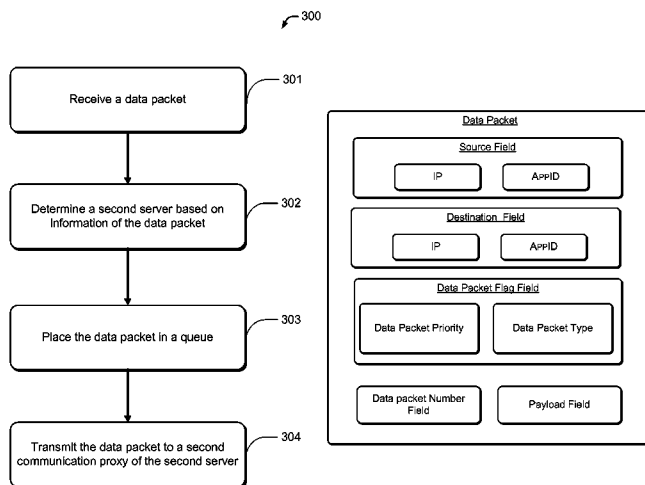 300
301
Receive a data packet
302
Determine a second server based on
Information of the data packet
303
Place the data packet in a queue
304
Transmit the data packet to a second
communication proxy of the second server
Data Packet
Source Field
IP
APPID
Destination Field
IP
APPID
Data Packet Flag Field
Data Packet Priority
Data Packet Type
Data packet Number
Field
Payload Field